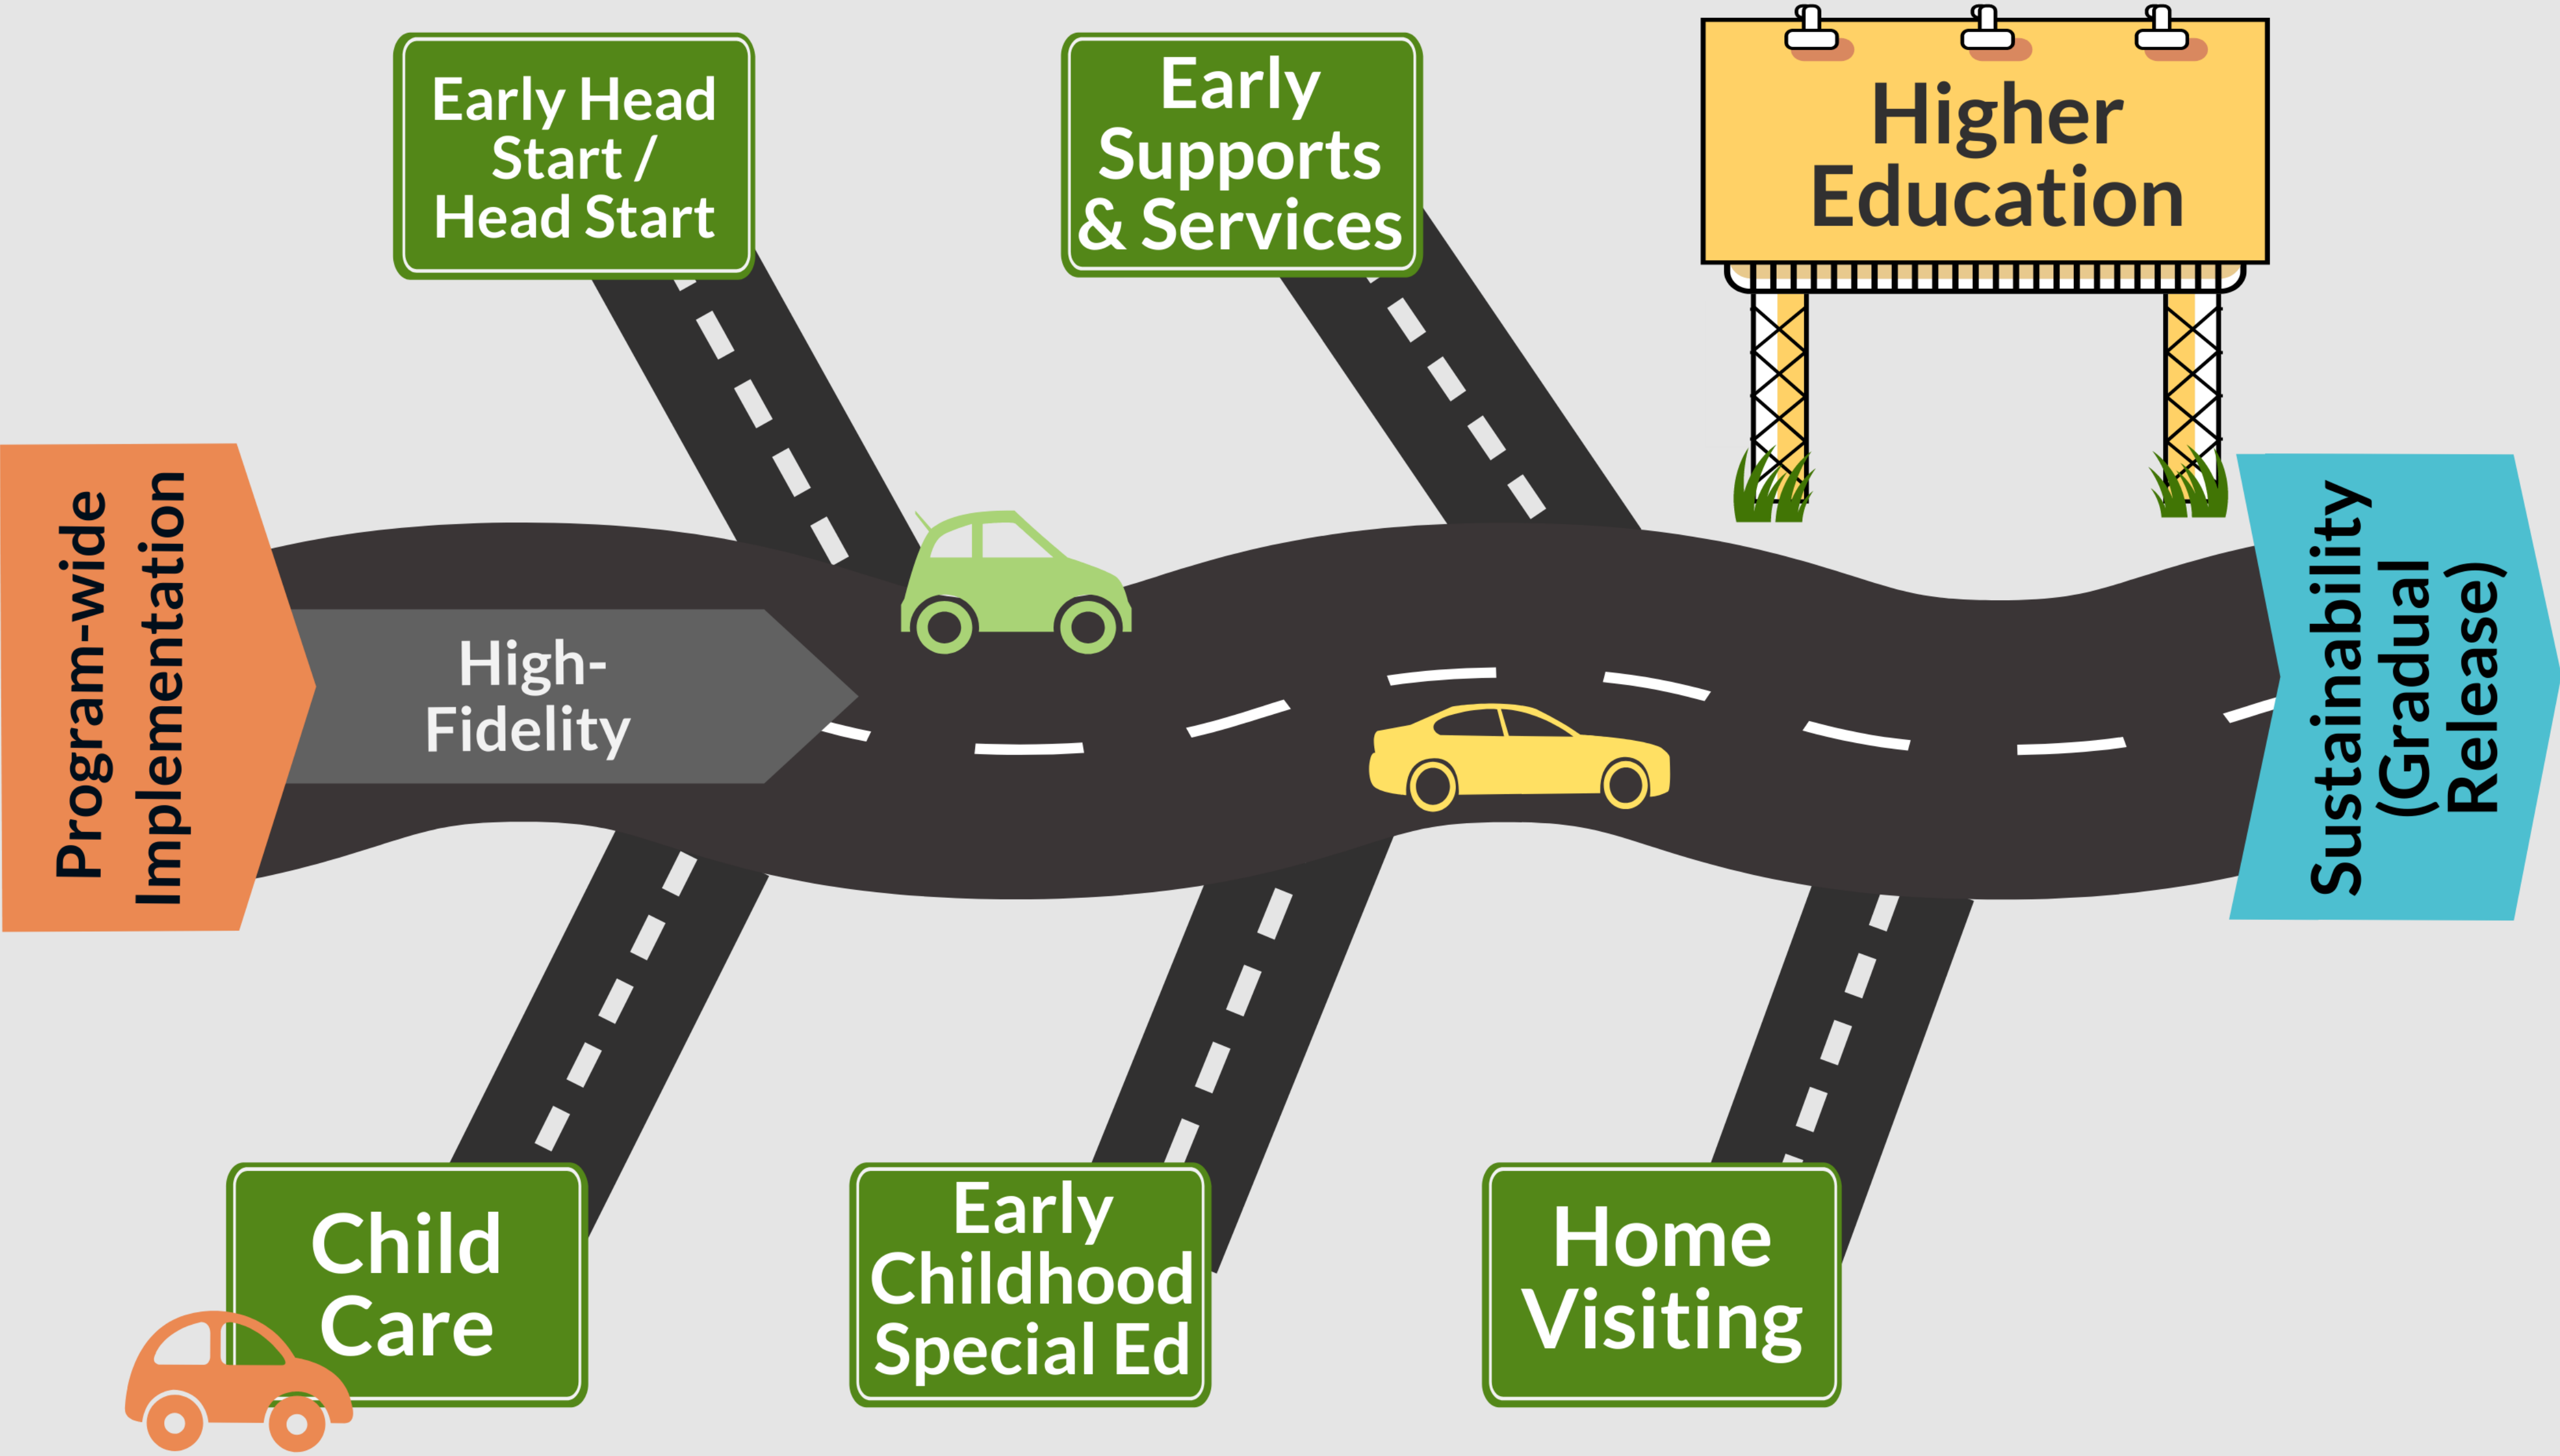 Early Head
Start /
Head Start
Early
Supports
& Services
Higher
Education
Program-wide
Implementation
High-
Fidelity
Sustainability
(Gradual
Release)
Child
Care
Early
Childhood
Special Ed
Home
Visiting